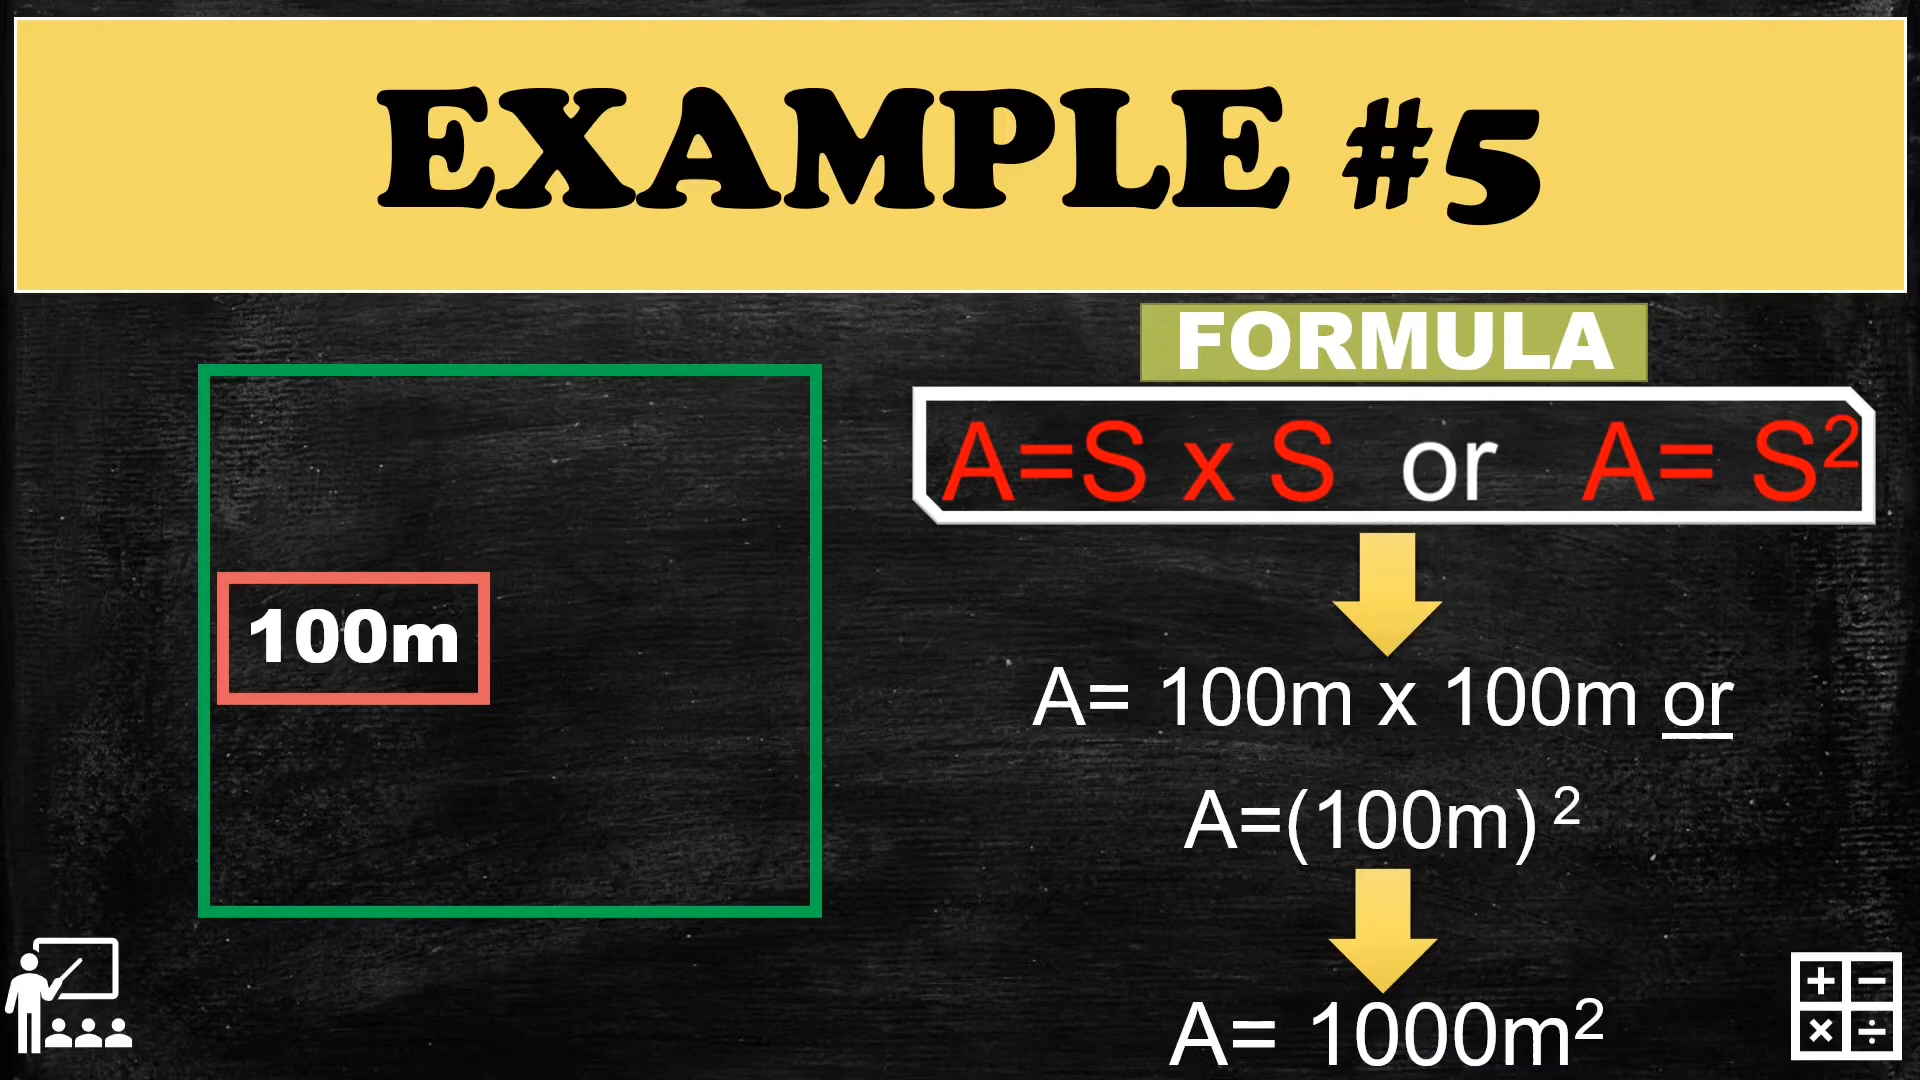 EXAMPLE #5
FORMULA
A=S x S or A= S²
100m
A= 100m x 100m or
A=(100m) ²
A= 1000m²